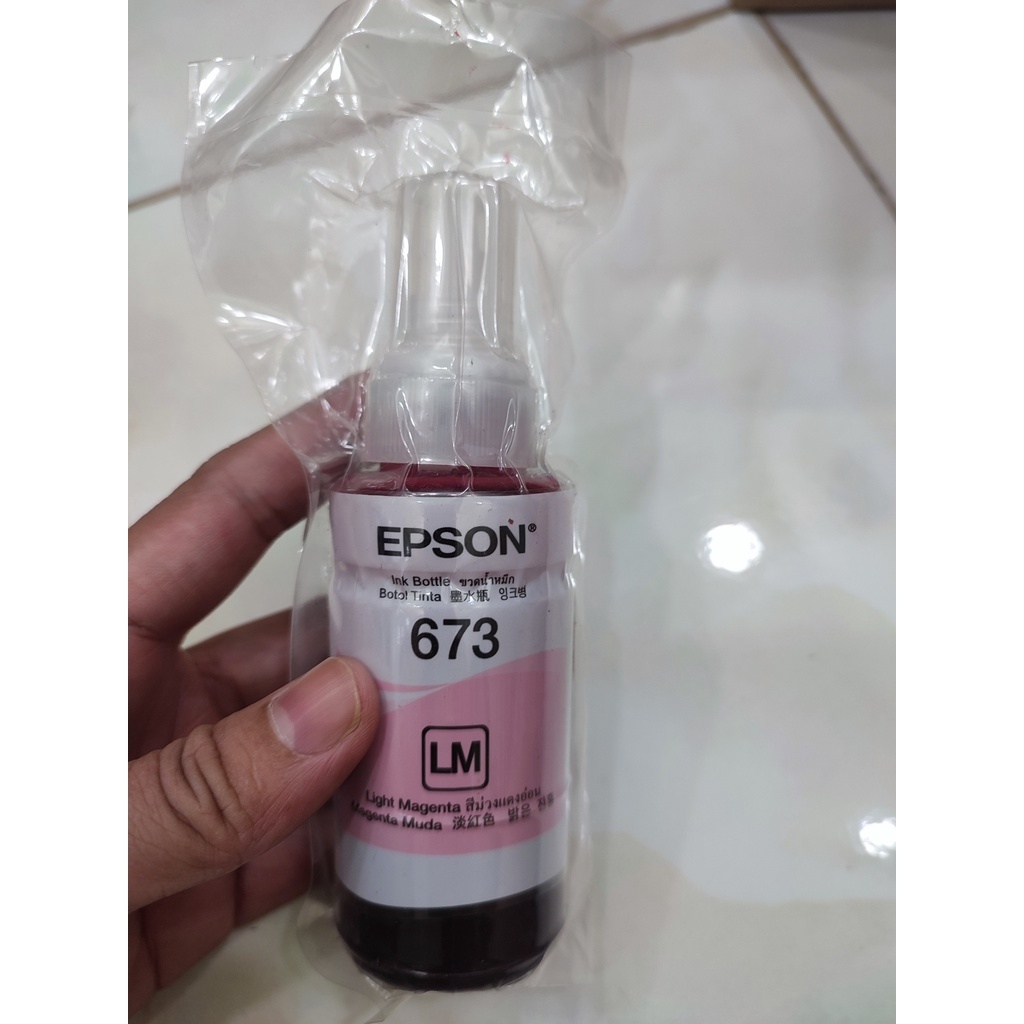 EPSON®
Ink Bottle ขวดน้ำหมึก
Botol Tinta 墨水瓶 잉크병
673
LM
Light Magenta สีม่วงแดงอ่อน
Magenta Muda 淡紅色 밝은